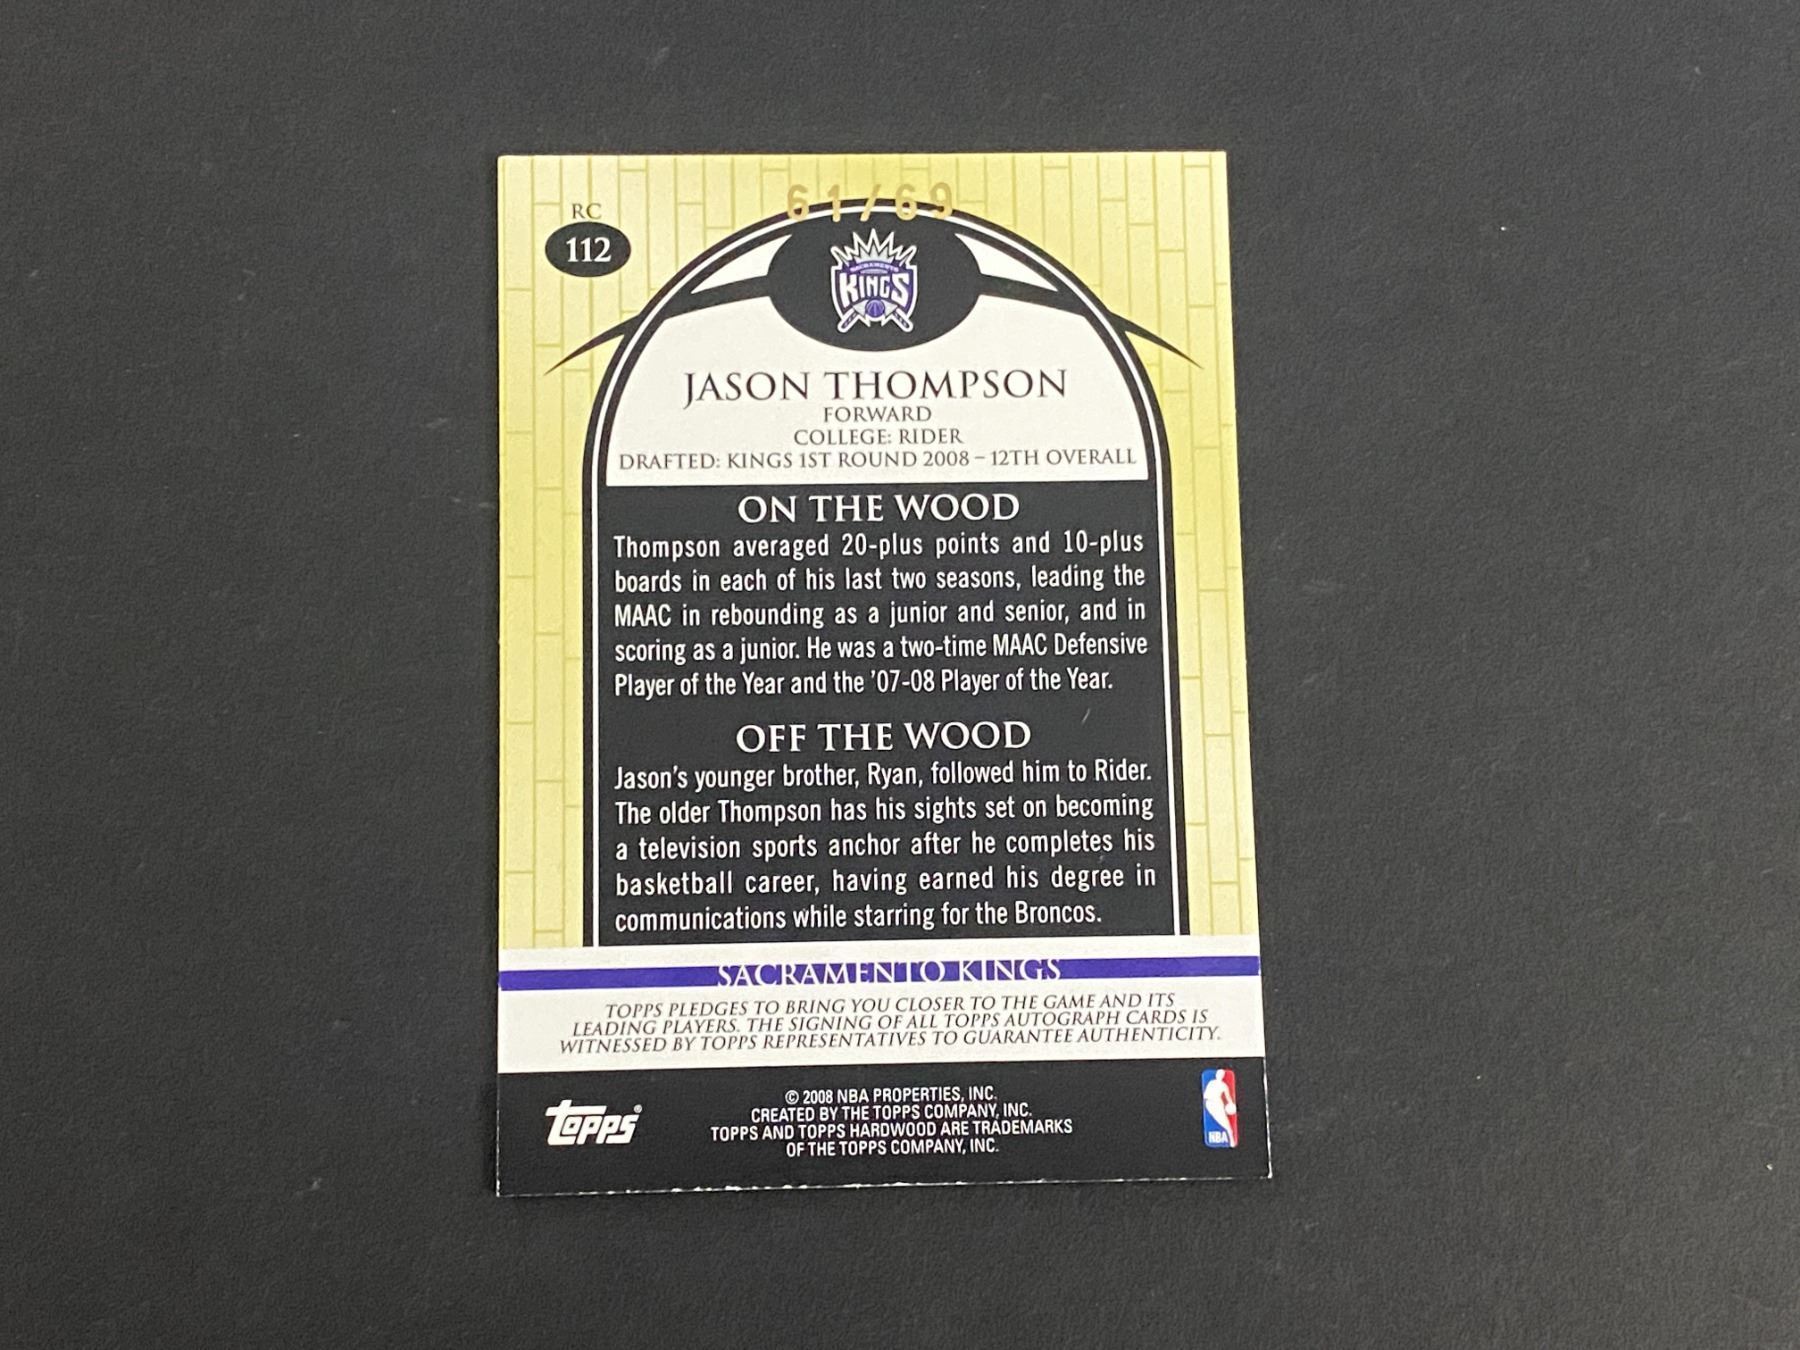 61/69
RC
112
SACRAMENTO
KINGS
JASON THOMPSON
FORWARD
COLLEGE: RIDER
DRAFTED: KINGS 1ST ROUND 2008 – 12TH OVERALL
ON THE WOOD
Thompson averaged 20-plus points and 10-plus
boards in each of his last two seasons, leading the
MAAC in rebounding as a junior and senior, and in
scoring as a junior. He was a two-time MAAC Defensive
Player of the Year and the ’07-08 Player of the Year.
OFF THE WOOD
Jason’s younger brother, Ryan, followed him to Rider.
The older Thompson has his sights set on becoming
a television sports anchor after he completes his
basketball career, having earned his degree in
communications while starring for the Broncos.
SACRAMENTO KINGS
TOPPS PLEDGES TO BRING YOU CLOSER TO THE GAME AND ITS
LEADING PLAYERS. THE SIGNING OF ALL TOPPS AUTOGRAPH CARDS IS
WITNESSED BY TOPPS REPRESENTATIVES TO GUARANTEE AUTHENTICITY.
topps®
© 2008 NBA PROPERTIES, INC.
CREATED BY THE TOPPS COMPANY, INC.
TOPPS AND TOPPS HARDWOOD ARE TRADEMARKS
OF THE TOPPS COMPANY, INC.
NBA